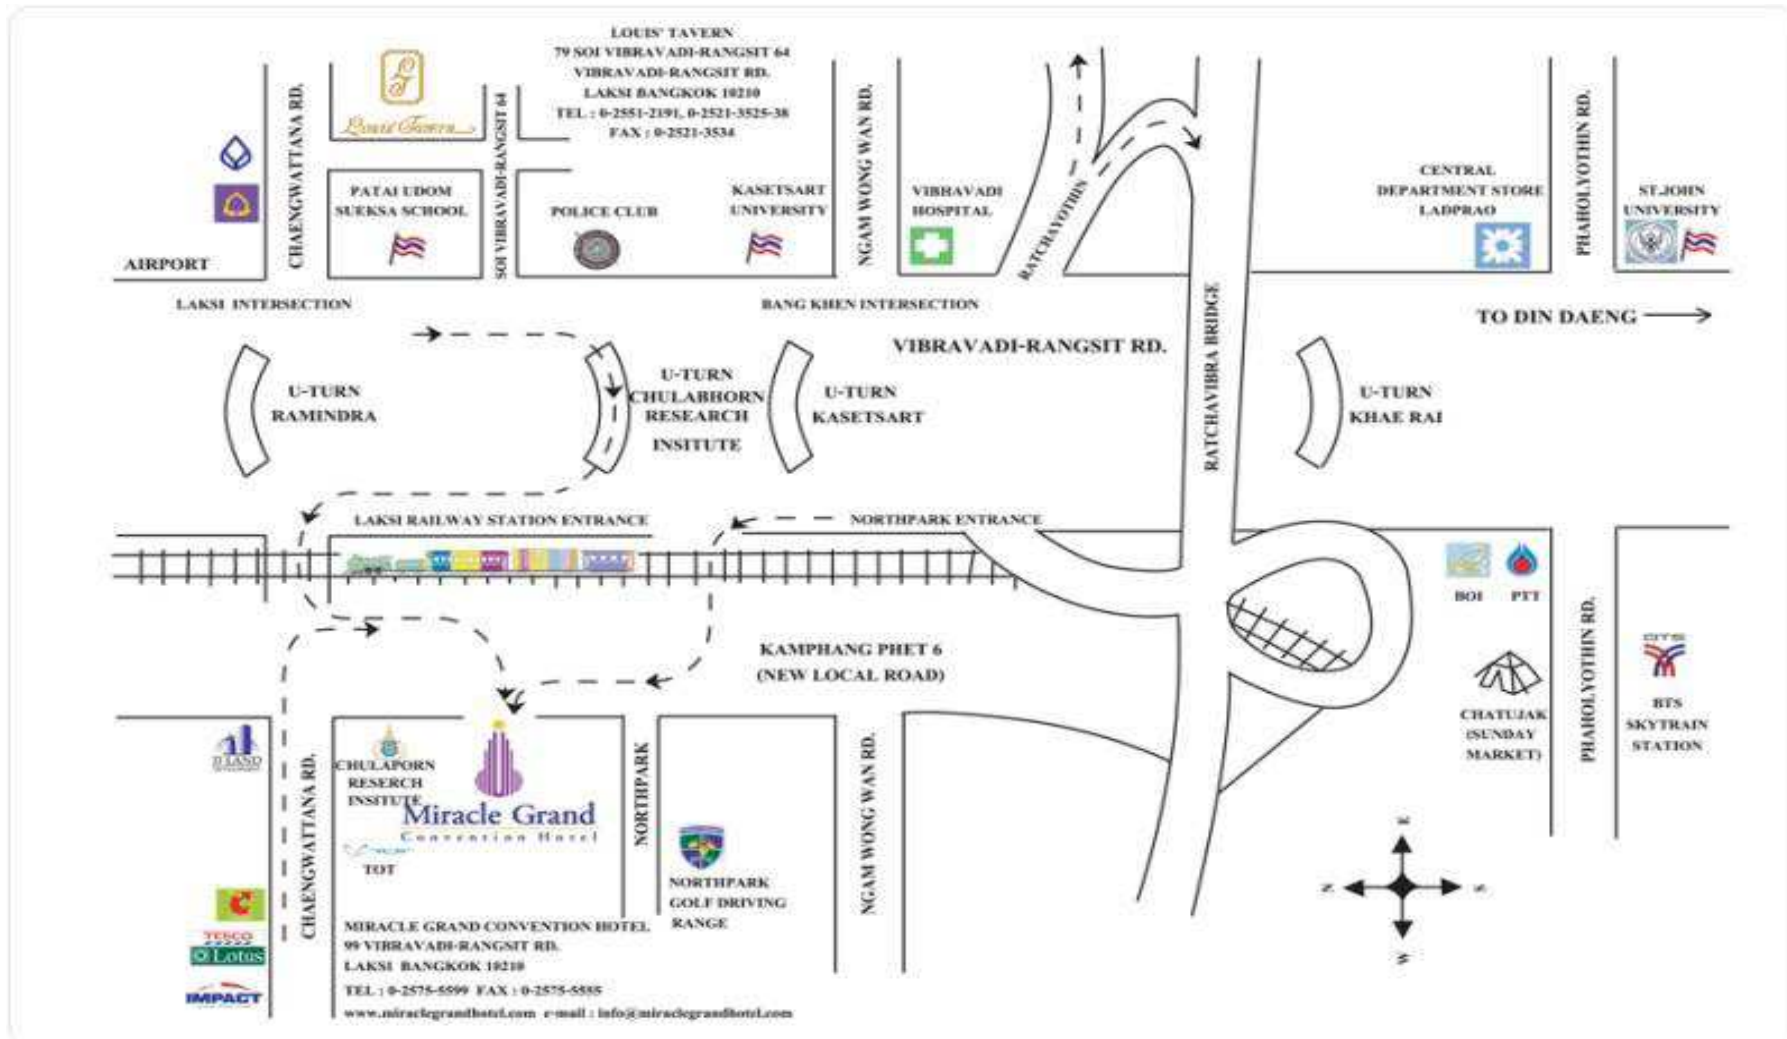 LOUIS' TAVERN
79 SOI VIBRAVADI-RANGSIT 64
VIBRAVADI-RANGSIT RD.
LAKSI BANGKOK 10210
TEL : 0-2551-2191, 0-2521-3525-38
FAX : 0-2521-3534
Louis' Tavern
CHAENGWATTANA RD.
SOI VIBRAVADI-RANGSIT 64
NGAM WONG WAN RD.
PHAHOLYOTHIN RD.
PATAI UDOM
SUEKSA SCHOOL
POLICE CLUB
KASETSART
UNIVERSITY
VIBHAVADI
HOSPITAL
RATCHAYOTHIN
CENTRAL
DEPARTMENT STORE
LADPRAO
ST.JOHN
UNIVERSITY
AIRPORT
LAKSI INTERSECTION
BANG KHEN INTERSECTION
TO DIN DAENG
VIBRAVADI-RANGSIT RD.
RATCHAVIBRA BRIDGE
U-TURN
RAMINDRA
U-TURN
CHULABHORN
RESEARCH
INSITUTE
U-TURN
KASETSART
U-TURN
KHAE RAI
LAKSI RAILWAY STATION ENTRANCE
NORTHPARK ENTRANCE
BOI
PTT
KAMPHANG PHET 6
(NEW LOCAL ROAD)
PHAHOLYOTHIN RD.
BTS
CHATUJAK
(SUNDAY
MARKET)
BTS
SKYTRAIN
STATION
CHAENGWATTANA RD.
CHULAPORN
RESERCH
INSITUTE
Miracle Grand
Convention Hotel
TOT
NORTHPARK
NGAM WONG WAN RD.
NORTHPARK
GOLF DRIVING
RANGE
C
TESCO
Lotus
IMPACT
MIRACLE GRAND CONVENTION HOTEL
99 VIBRAVADI-RANGSIT RD.
LAKSI BANGKOK 10210
TEL : 0-2575-5599 FAX : 0-2575-5555
www.miraclegrandhotel.com e-mail : info@miraclegrandhotel.com
E
N
S
W